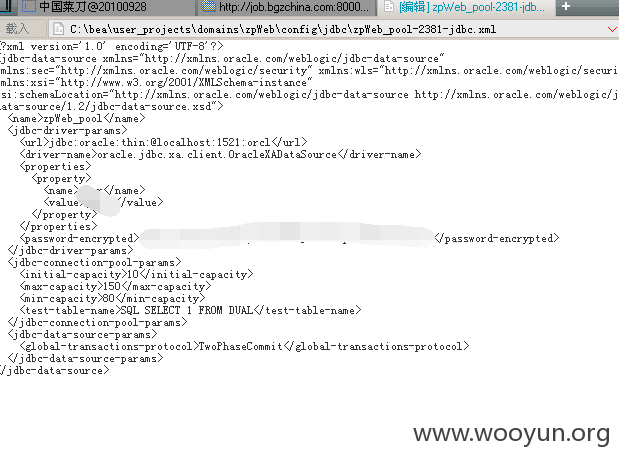 中国菜刀@20100928
http://job.bgzchina.com:8000...
[编辑] zpWeb_pool-2381-jdb...
载入
C:\bea\user_projects\domains\zpWeb\config\jdbc\zpWeb_pool-2381-jdbc.xml
?xml version='1.0' encoding='UTF-8'?>
jdbc-data-source xmlns="http://xmlns.oracle.com/weblogic/jdbc-data-source"
xmlns:sec="http://xmlns.oracle.com/weblogic/security" xmlns:wls="http://xmlns.oracle.com/weblogic/securi
xmlns:xsi="http://www.w3.org/2001/XMLSchema-instance"
si:schemaLocation="http://xmlns.oracle.com/weblogic/jdbc-data-source http://xmlns.oracle.com/weblogic/j
data-source/1.2/jdbc-data-source.xsd">
<name>zpWeb_pool</name>
<jdbc-driver-params>
<url>jdbc:oracle:thin:@localhost:1521:orcl</url>
<driver-name>oracle.jdbc.xa.client.OracleXADataSource</driver-name>
<properties>
<property>
<name></name>
<value></value>
</property>
</properties>
<password-encrypted></password-encrypted>
</jdbc-driver-params>
<jdbc-connection-pool-params>
<initial-capacity>10</initial-capacity>
<max-capacity>150</max-capacity>
<min-capacity>80</min-capacity>
<test-table-name>SQL SELECT 1 FROM DUAL</test-table-name>
</jdbc-connection-pool-params>
<jdbc-data-source-params>
<global-transactions-protocol>TwoPhaseCommit</global-transactions-protocol>
</jdbc-data-source-params>
/jdbc-data-source>
www.wooyun.org